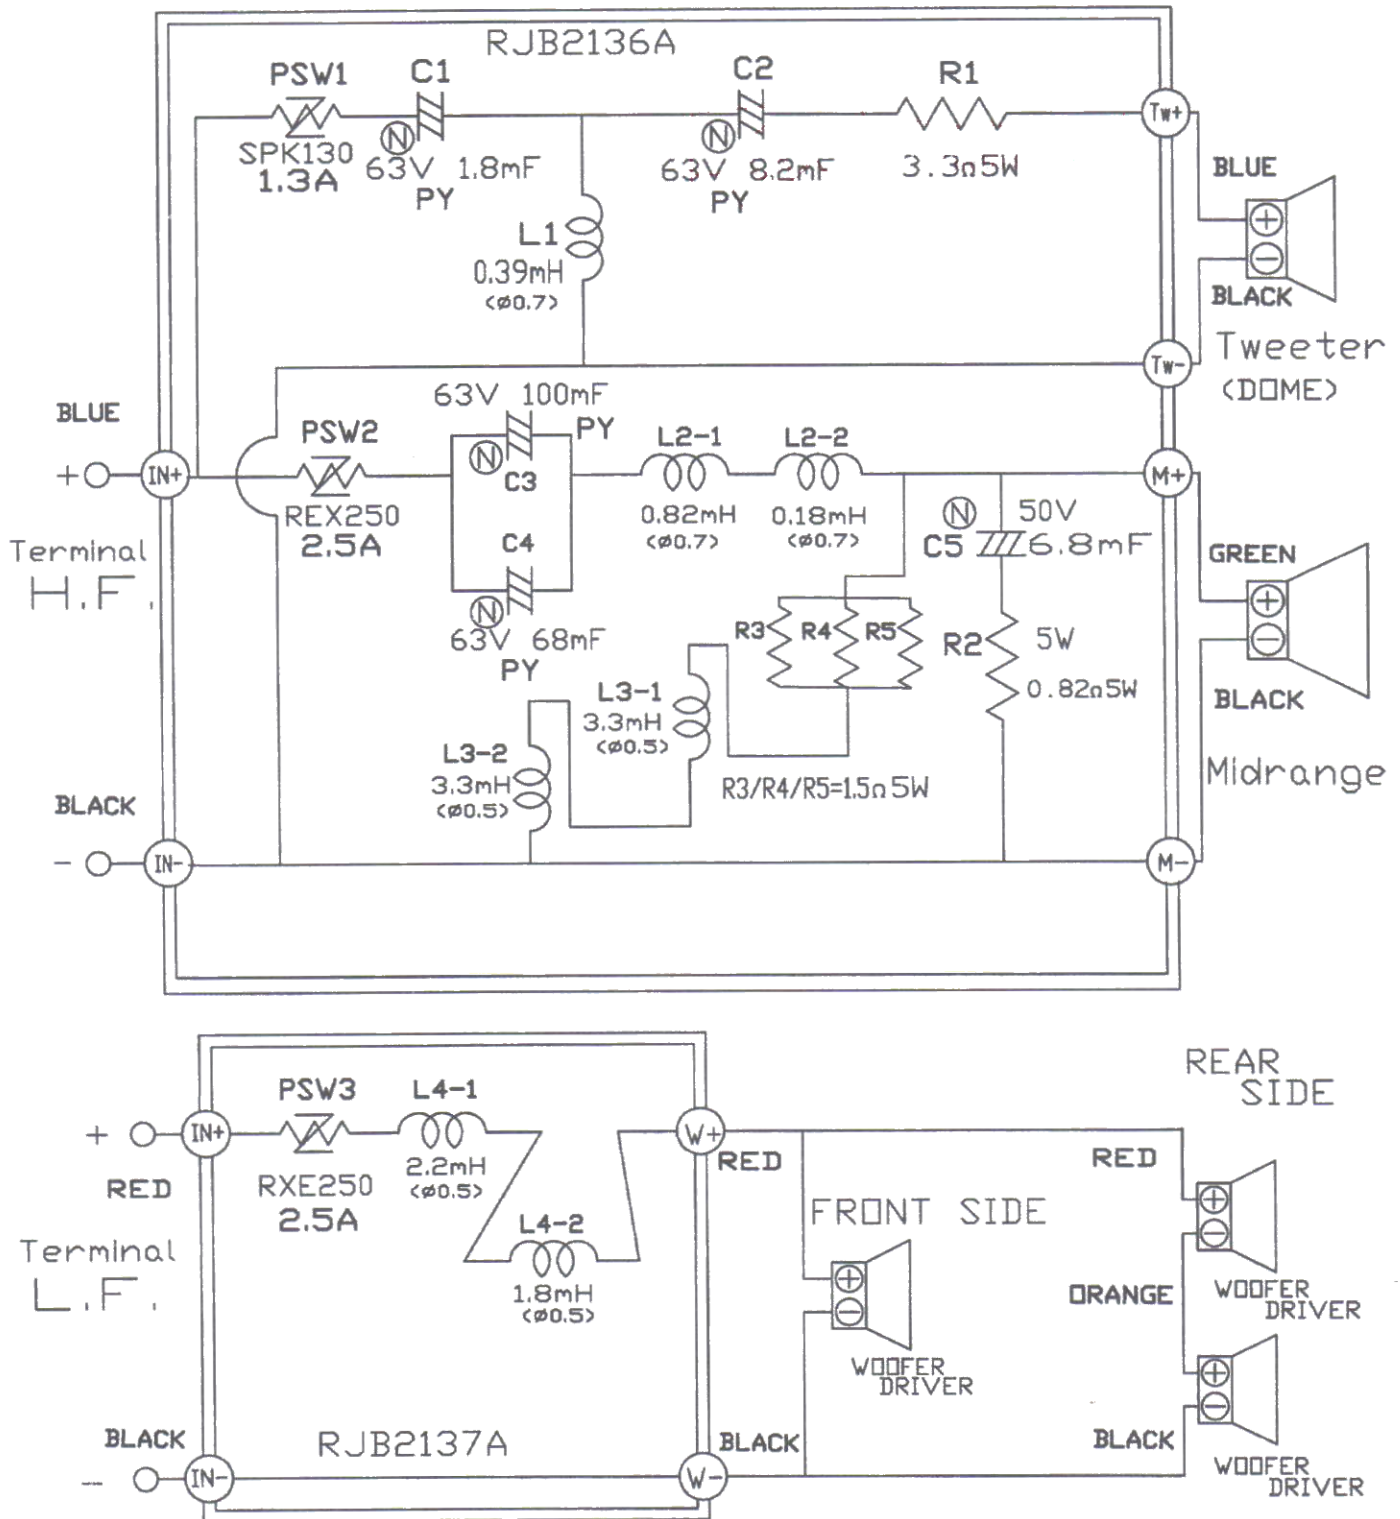 RJB2136A
PSW1
C1
C2
R1
Tw+
N
N
SPK130
1.3A
63V 1.8mF
PY
63V 8.2mF
PY
3.3Ω5W
BLUE
+
−
L1
0.39mH
(ø0.7)
BLACK
Tweeter
(DOME)
Tw-
63V 100mF
PY
BLUE
PSW2
L2-1
L2-2
+
IN+
N
C3
M+
REX250
2.5A
0.82mH
(ø0.7)
0.18mH
(ø0.7)
N
50V
C5
6.8mF
Terminal
H.F.
C4
GREEN
+
−
N
63V 68mF
PY
R3
R4
R5
R2
5W
0.82Ω5W
BLACK
L3-1
3.3mH
(ø0.5)
L3-2
3.3mH
(ø0.5)
R3/R4/R5=1.5Ω5W
Midrange
BLACK
-
IN-
M-
REAR
SIDE
PSW3
L4-1
+
IN+
W+
RED
RED
RED
2.2mH
(ø0.5)
RXE250
2.5A
+
−
FRONT SIDE
L4-2
Terminal
L.F.
1.8mH
(ø0.5)
+
−
ORANGE
WOOFER
DRIVER
WOOFER
DRIVER
+
−
BLACK
RJB2137A
BLACK
BLACK
-
IN-
W-
WOOFER
DRIVER